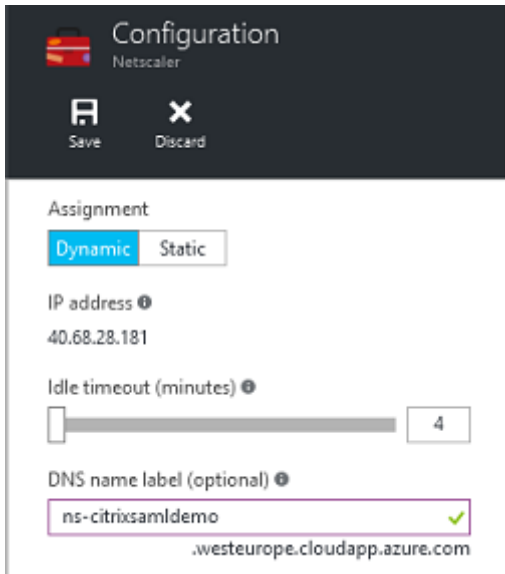 Configuration
Netscaler
Save Discard
Assignment
Dynamic Static
IP address
40.68.28.181
Idle timeout (minutes)
4
DNS name label (optional)
ns-citrixsamldemo
.westeurope.cloudapp.azure.com